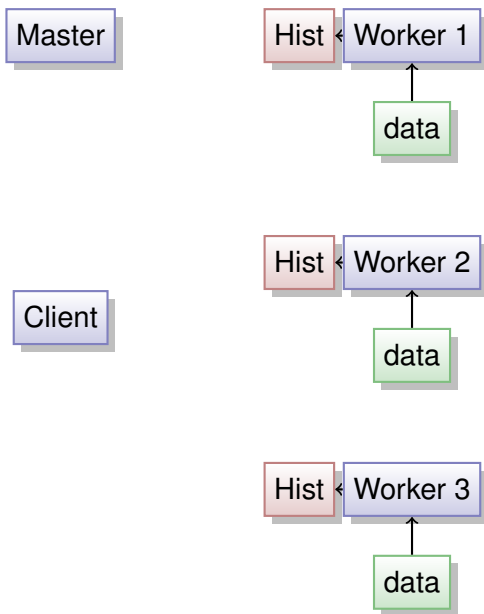 Master
Hist
Worker 1
data
Hist
Worker 2
Client
data
Hist
Worker 3
data